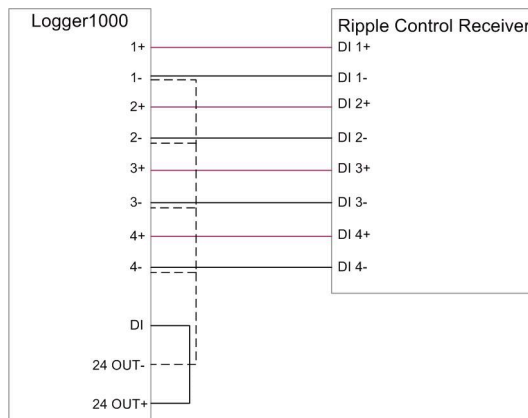 Logger1000
Ripple Control Receiver
1+
DI 1+
1-
DI 1-
2+
DI 2+
2-
DI 2-
3+
DI 3+
3-
DI 3-
4+
DI 4+
4-
DI 4-
DI
24 OUT-
24 OUT+